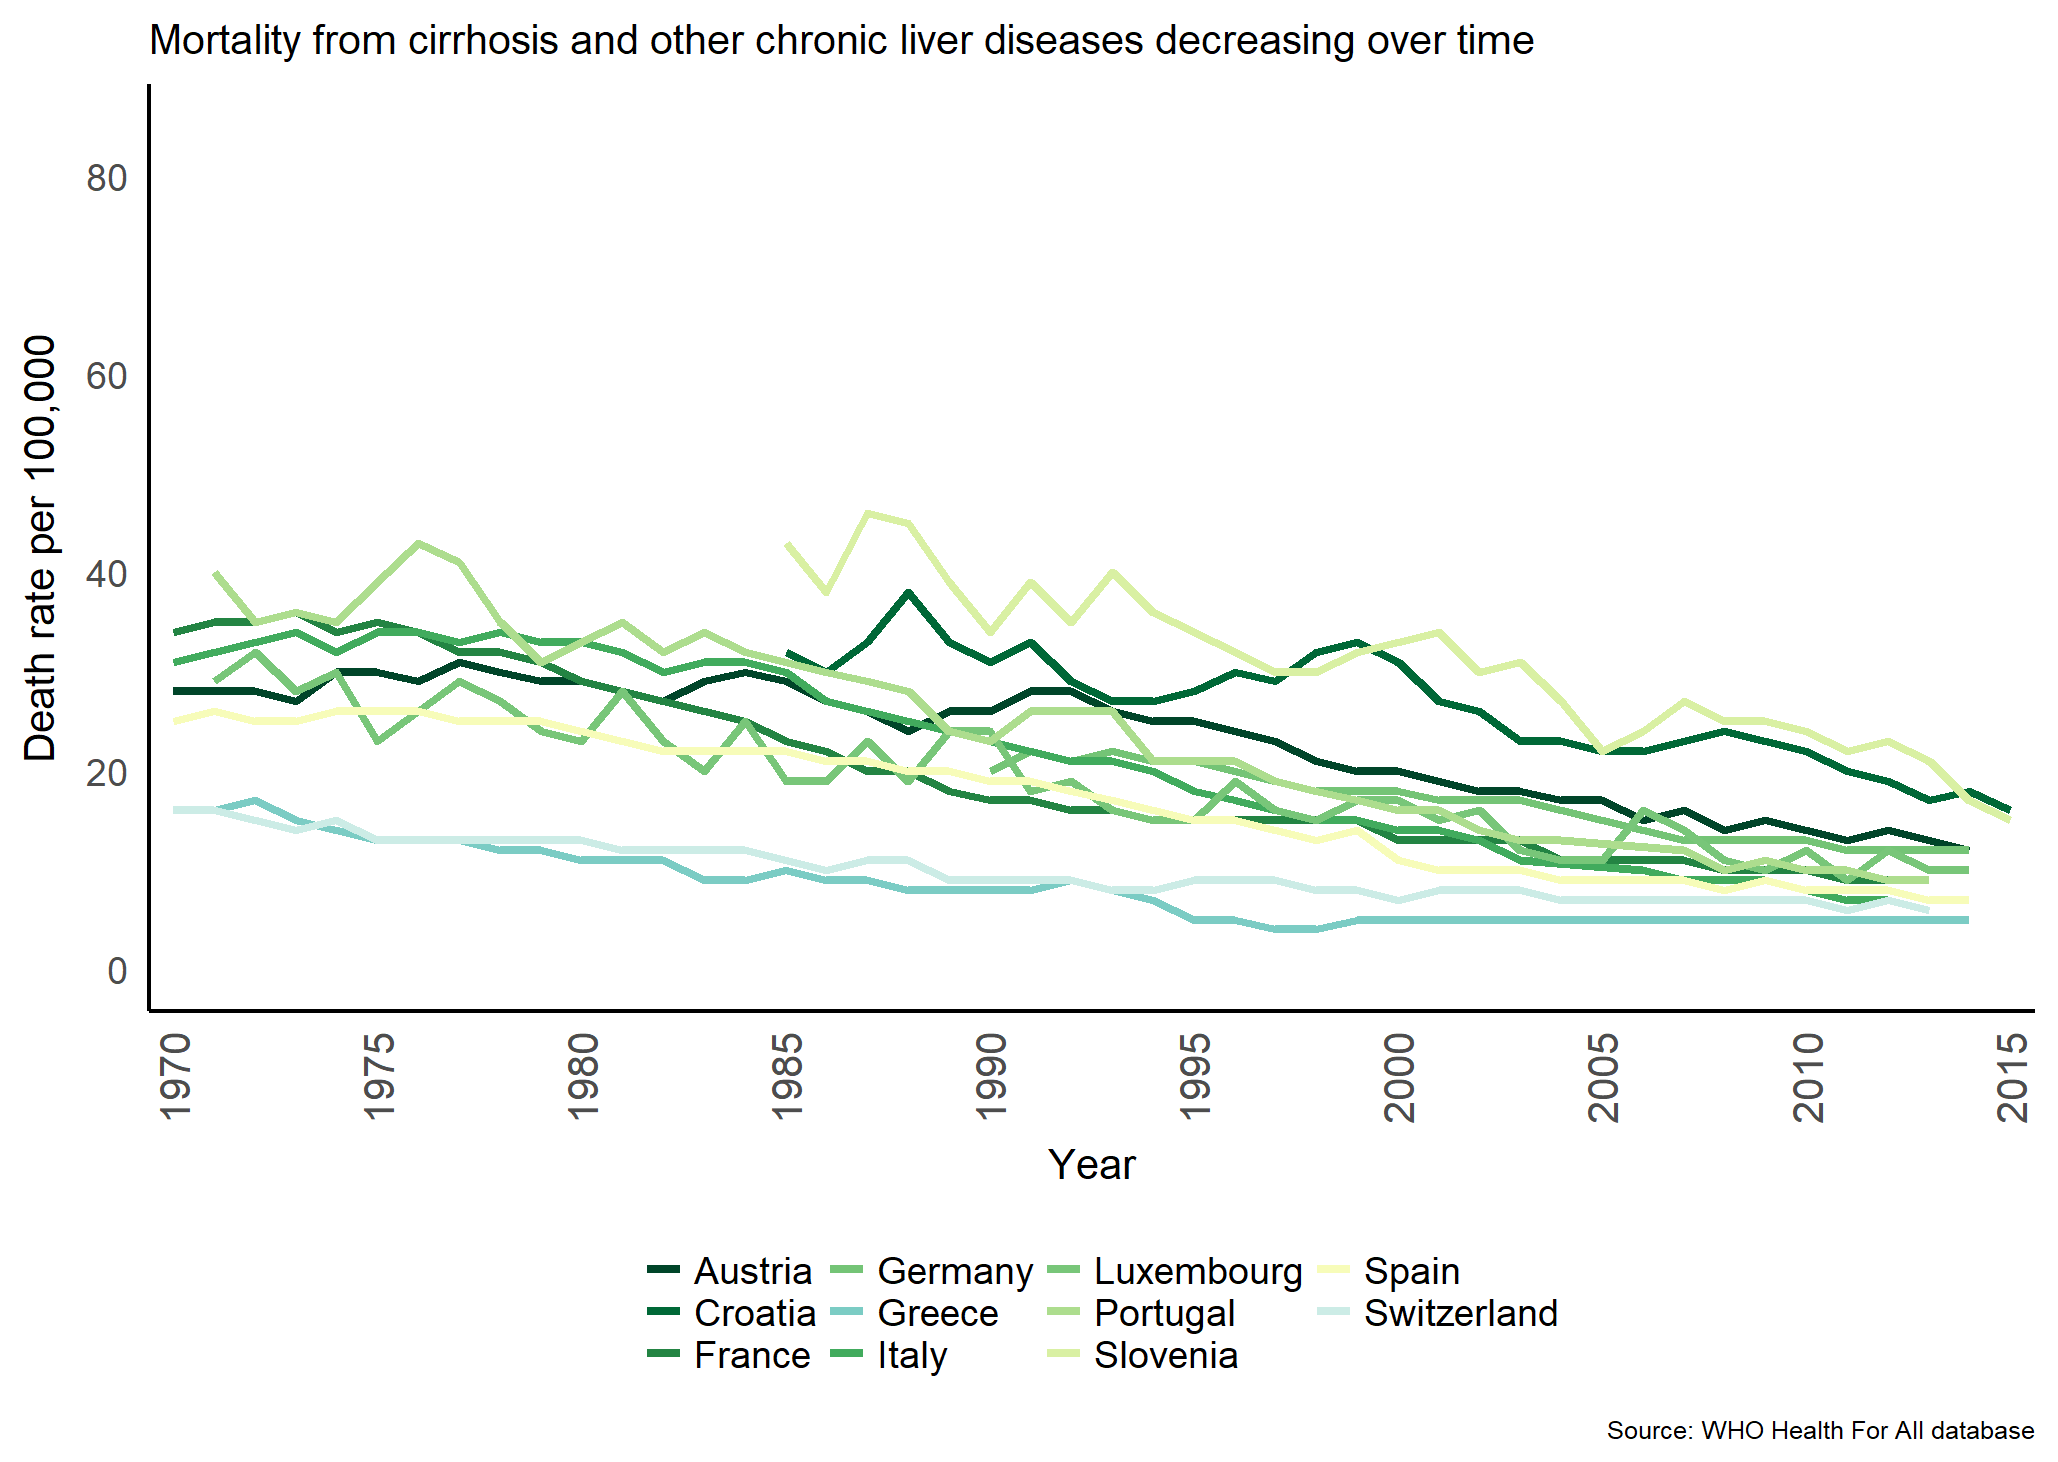 Mortality from cirrhosis and other chronic liver diseases decreasing over time
Death rate per 100,000
80
60
40
20
0
1970
1975
1980
1985
1990
1995
2000
2005
2010
2015
Year
Austria
Germany
Luxembourg
Spain
Croatia
Greece
Portugal
Switzerland
France
Italy
Slovenia
Source: WHO Health For All database